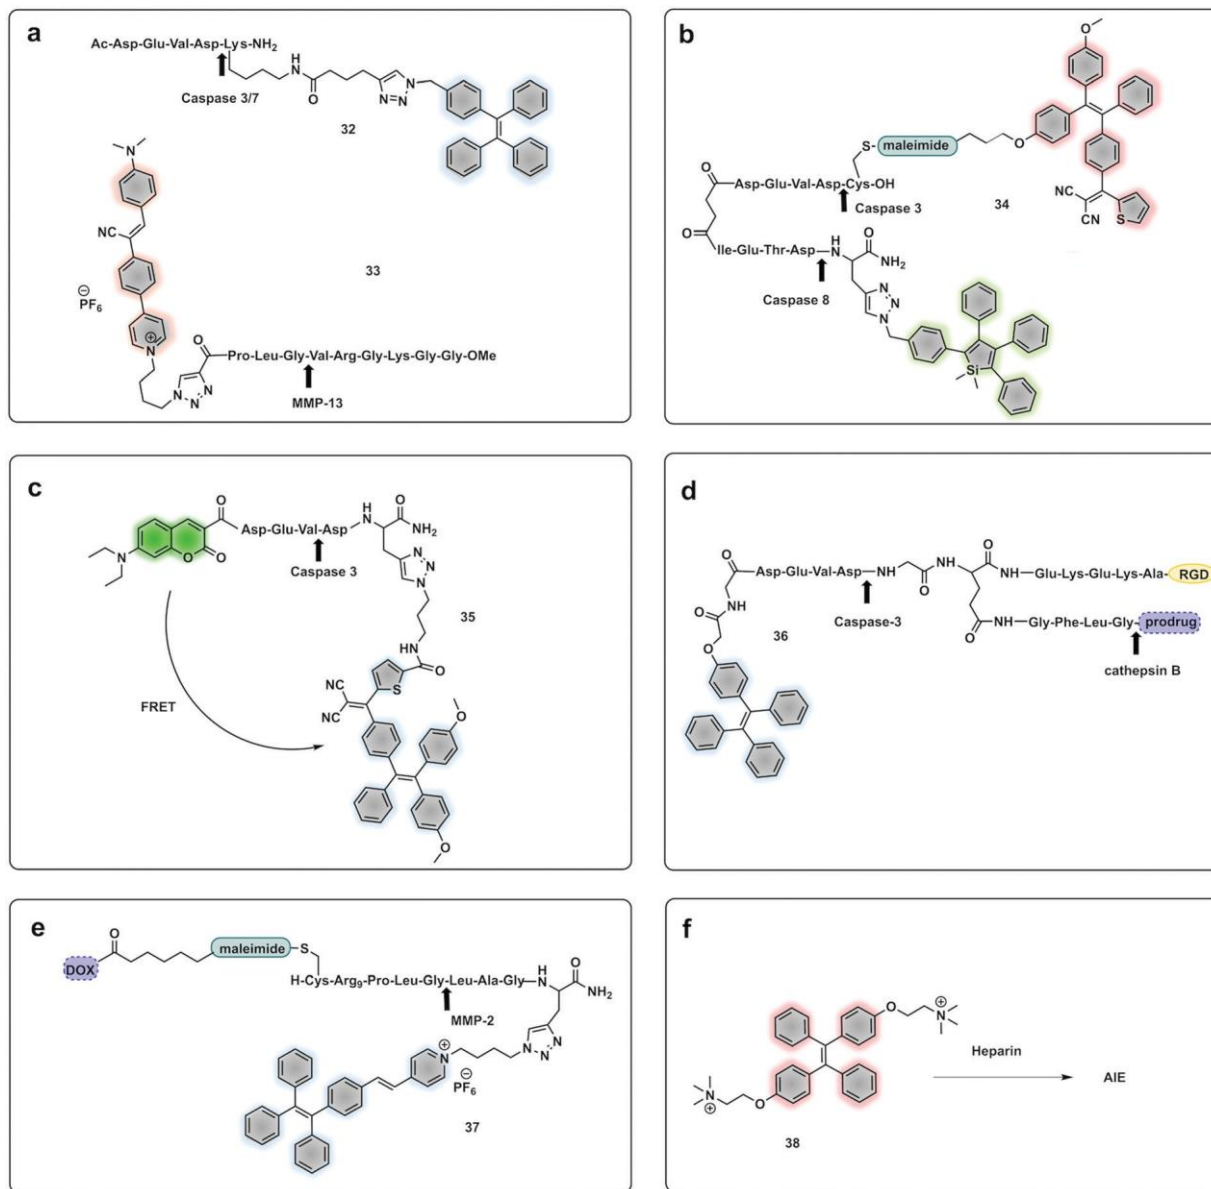 a
Ac-Asp-Glu-Val-Asp-Lys-NH2
Caspase 3/7
H
N
O
N
N=N
32
N
NC
⊖
PF6
N
⊕
33
O
Pro-Leu-Gly-Val-Arg-Gly-Lys-Gly-Gly-OMe
MMP-13
N
N
N
b
O
S-
maleimide
O
O
Asp-Glu-Val-Asp-Cys-OH
Caspase 3
34
NC
CN
S
O
Ile-Glu-Thr-Asp
H
N
O
NH2
Caspase 8
N
N
N
Si
c
O
N
O
O
Asp-Glu-Val-Asp
H
N
O
NH2
Caspase 3
N
N
N
35
HN
O
S
CN
NC
O
O
FRET
d
O
Asp-Glu-Val-Asp
NH
O
H
N
O
NH
Glu-Lys-Glu-Lys-Ala-
RGD
NH
O
O
36
Caspase-3
O
NH
Gly-Phe-Leu-Gly-
prodrug
cathepsin B
e
O
DOX
maleimide
S
H-Cys-Arg9-Pro-Leu-Gly-Leu-Ala-Gly
H
N
O
NH2
MMP-2
N
N
N
⊕
N
⊖
PF6
37
f
O
N
⊕
Heparin
AIE
N
⊕
O
38